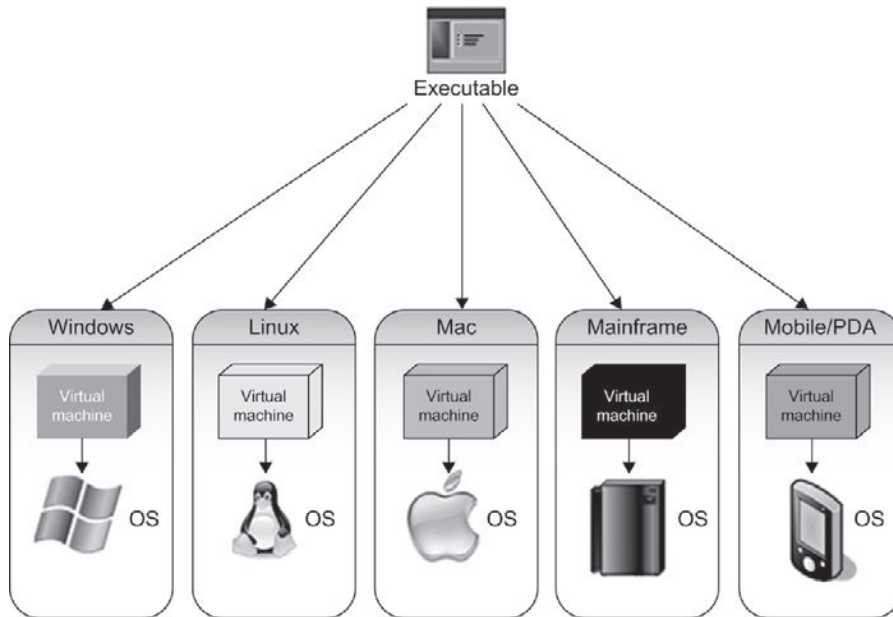 Executable
Windows
Linux
Mac
Mainframe
Mobile/PDA
Virtual
machine
Virtual
machine
Virtual
machine
Virtual
machine
Virtual
machine
OS
OS
OS
OS
OS